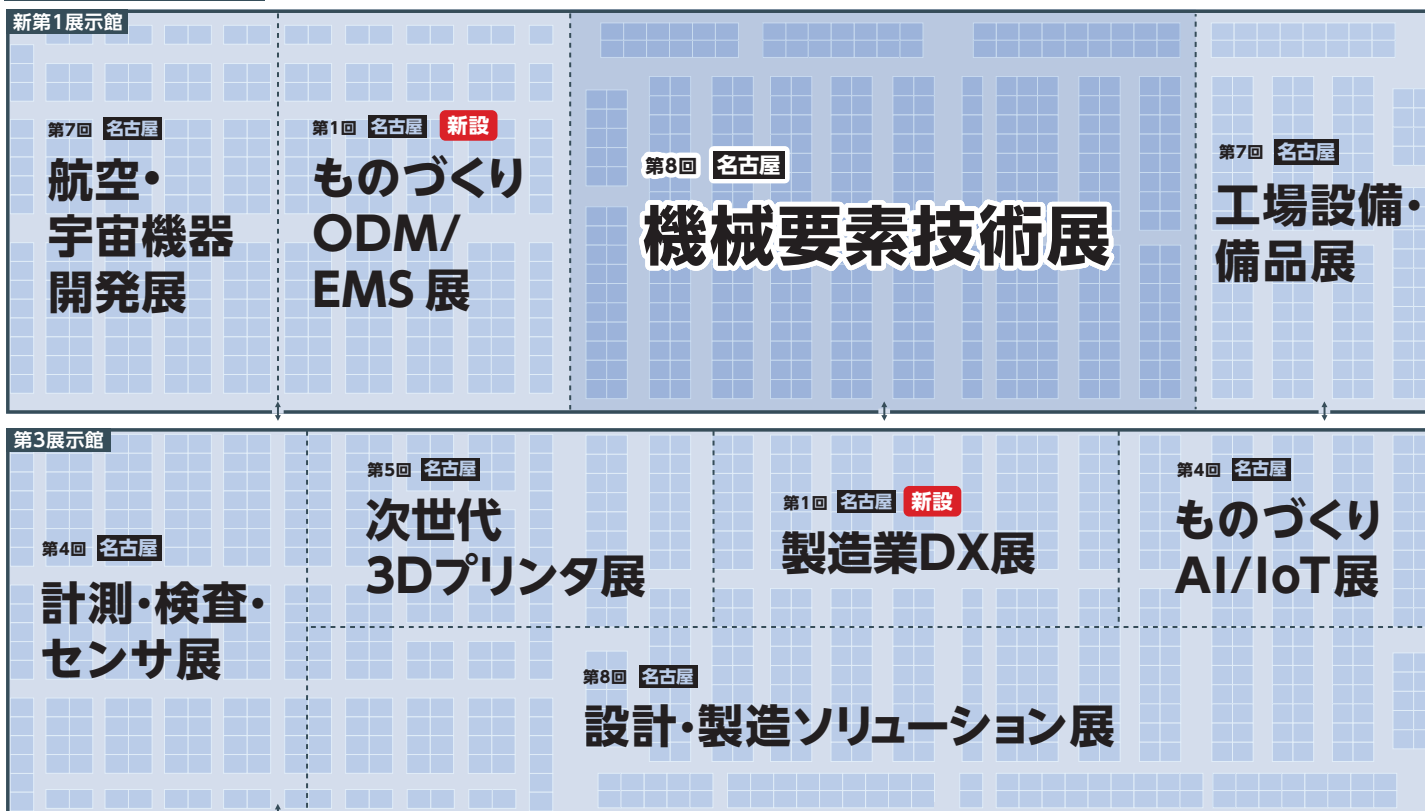 新第1展示館
第7回 名古屋
航空・
宇宙機器
開発展
第1回 名古屋 新設
ものづくり
ODM/
EMS 展
第8回 名古屋
機械要素技術展
第7回 名古屋
工場設備・
備品展
第3展示館
第4回 名古屋
計測・検査・
センサ展
第5回 名古屋
次世代
3Dプリンタ展
第1回 名古屋 新設
製造業DX展
第4回 名古屋
ものづくり
AI/IoT展
第8回 名古屋
設計・製造ソリューション展